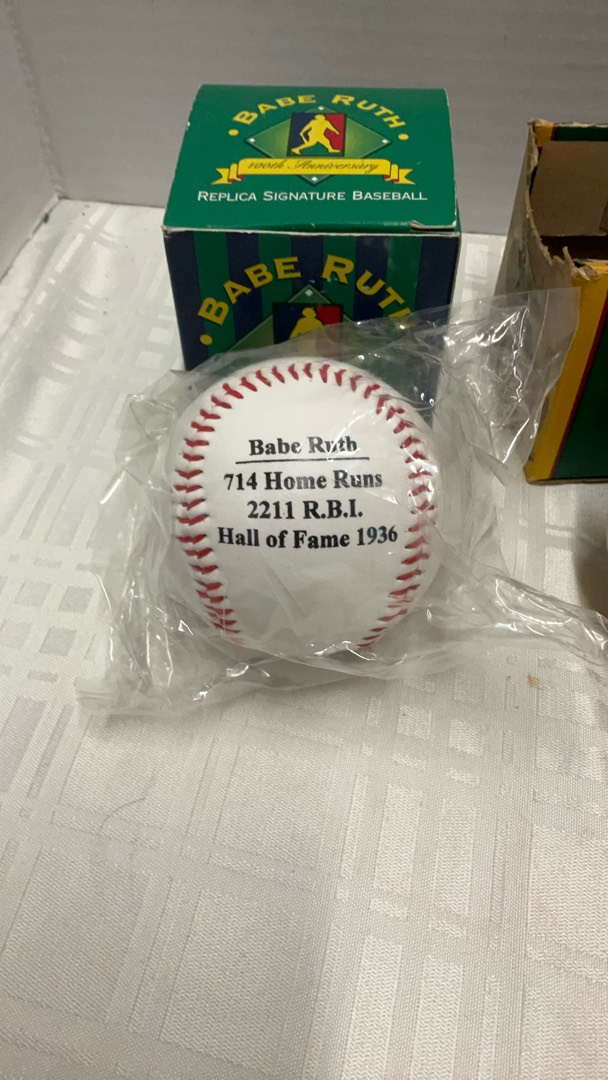 • BABE RUTH •
100th Anniversary
REPLICA SIGNATURE BASEBALL
• BABE RUTH
Babe Ruth
714 Home Runs
2211 R.B.I.
Hall of Fame 1936